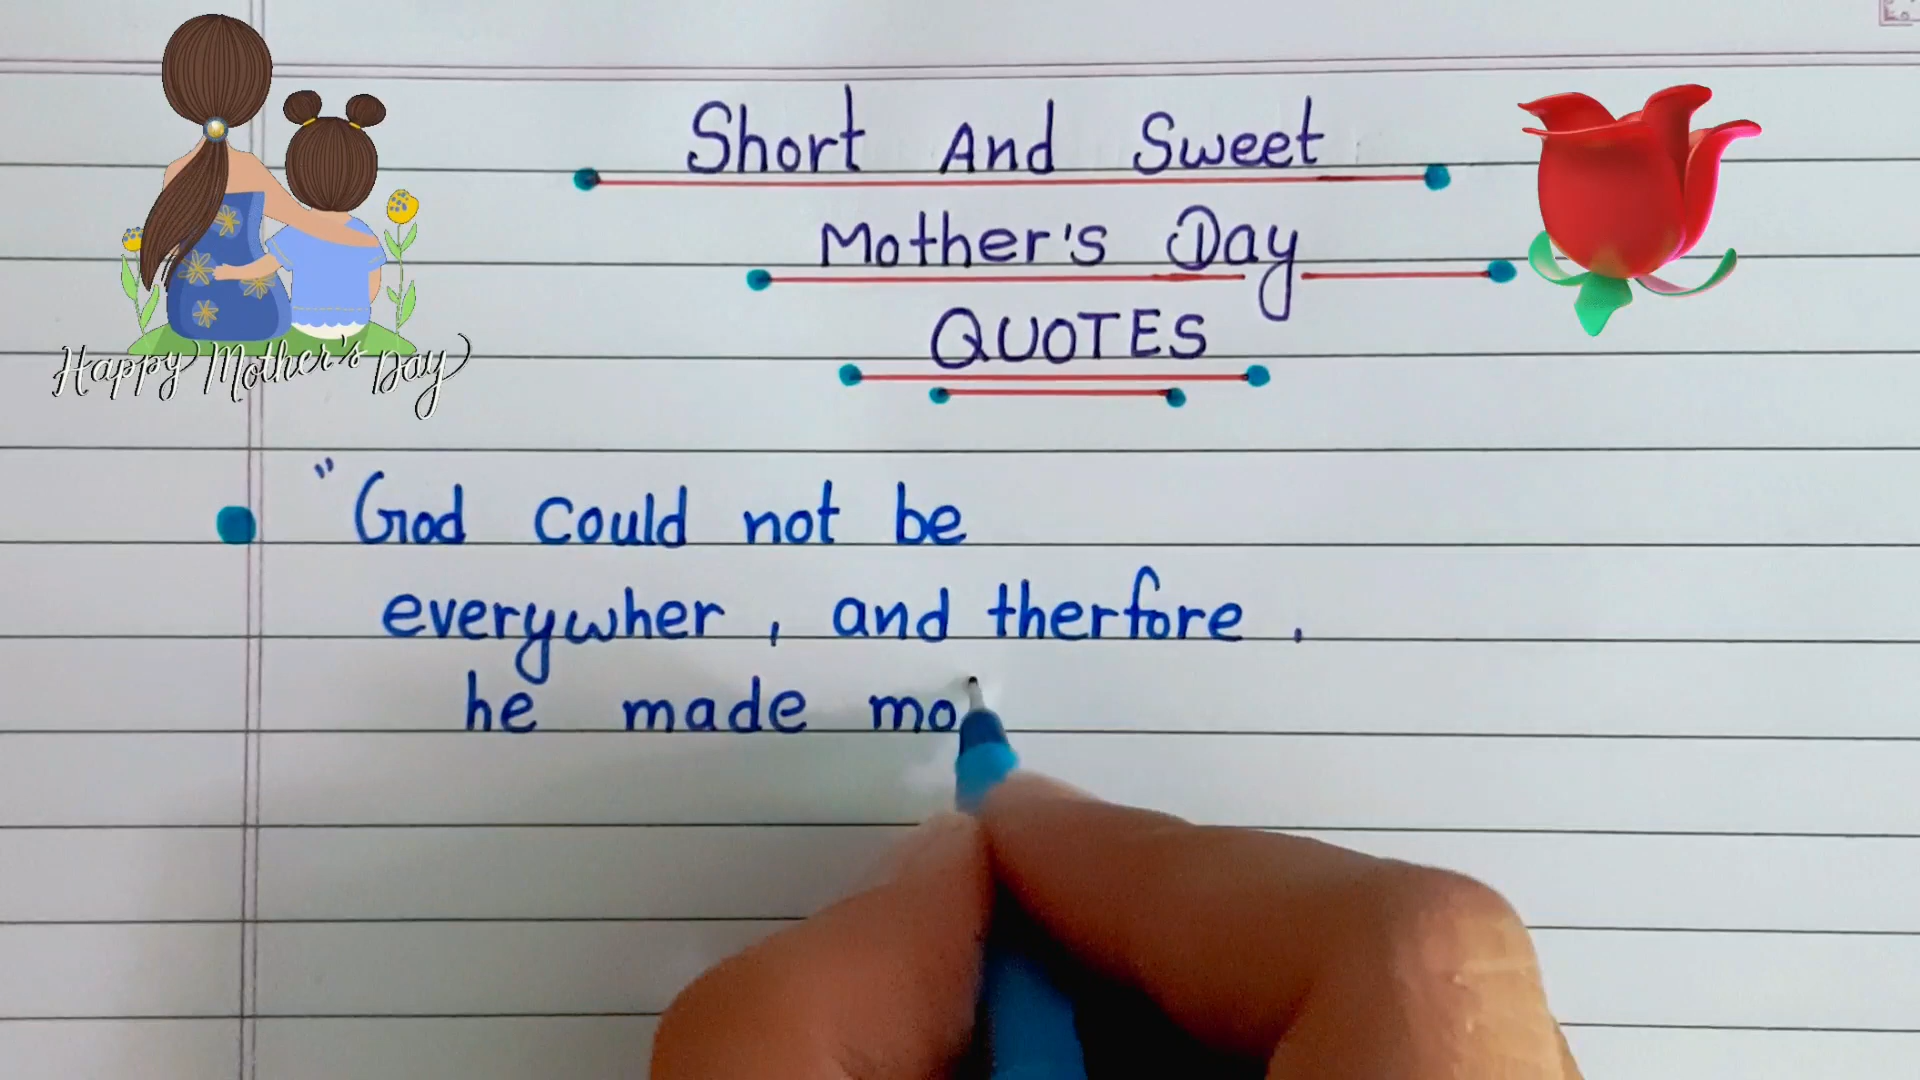 Short And Sweet
Mother's Day
QUOTES
Happy Mother's Day
"God could not be
everywher, and therfore.
he made mo